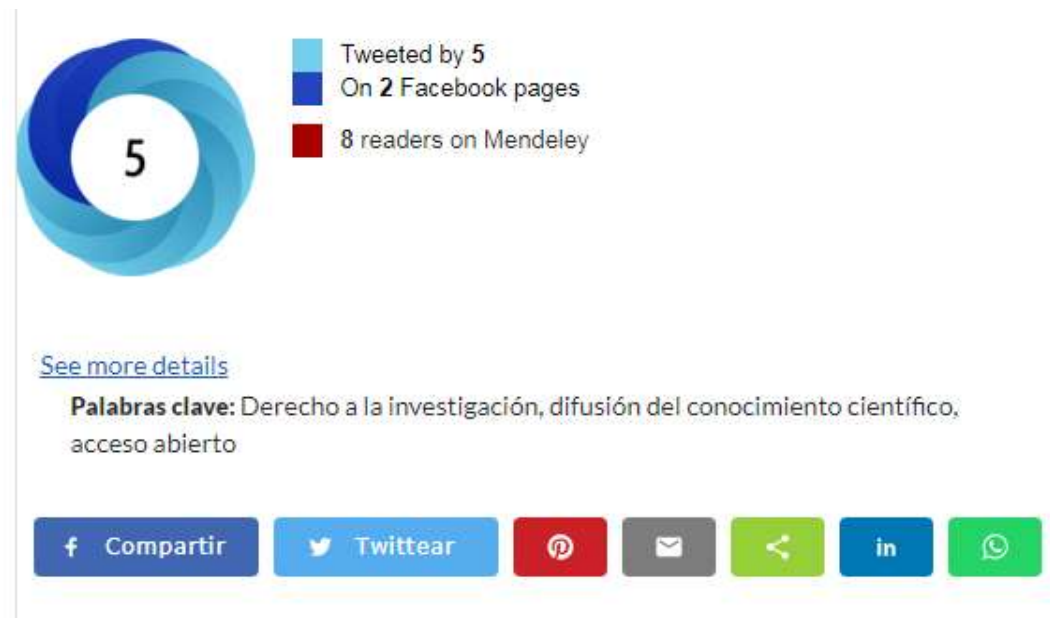 5
Tweeted by 5
On 2 Facebook pages
8 readers on Mendeley
See more details
Palabras clave: Derecho a la investigación, difusión del conocimiento científico,
acceso abierto
Compartir Twittear in